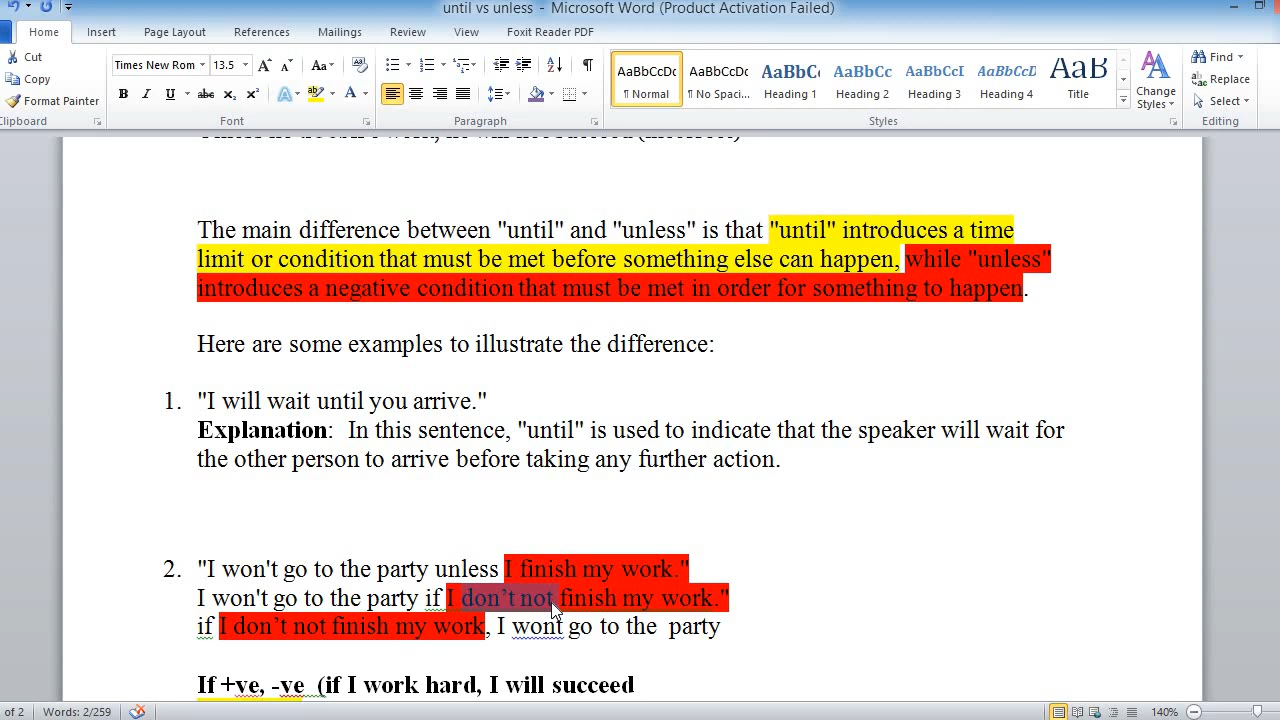 until vs unless - Microsoft Word (Product Activation Failed)
Home Insert Page Layout References Mailings Review View Foxit Reader PDF
Cut
Copy
Format Painter
Clipboard
Times New Rom 13.5
Font
Paragraph
AaBbCcDc AaBbCcDc AaBbC AaBbCc AaBbCcI AaBbCcD AaB
¶ Normal ¶ No Spaci... Heading 1 Heading 2 Heading 3 Heading 4 Title
Change Styles
Styles
Find
Replace
Select
Editing
The main difference between "until" and "unless" is that "until" introduces a time
limit or condition that must be met before something else can happen, while "unless"
introduces a negative condition that must be met in order for something to happen.
Here are some examples to illustrate the difference:
1. "I will wait until you arrive."
Explanation: In this sentence, "until" is used to indicate that the speaker will wait for
the other person to arrive before taking any further action.
2. "I won't go to the party unless I finish my work."
I won't go to the party if I don’t not finish my work."
if I don’t not finish my work, I wont go to the party
If +ve, -ve (if I work hard, I will succeed
of 2 Words: 2/259 140%